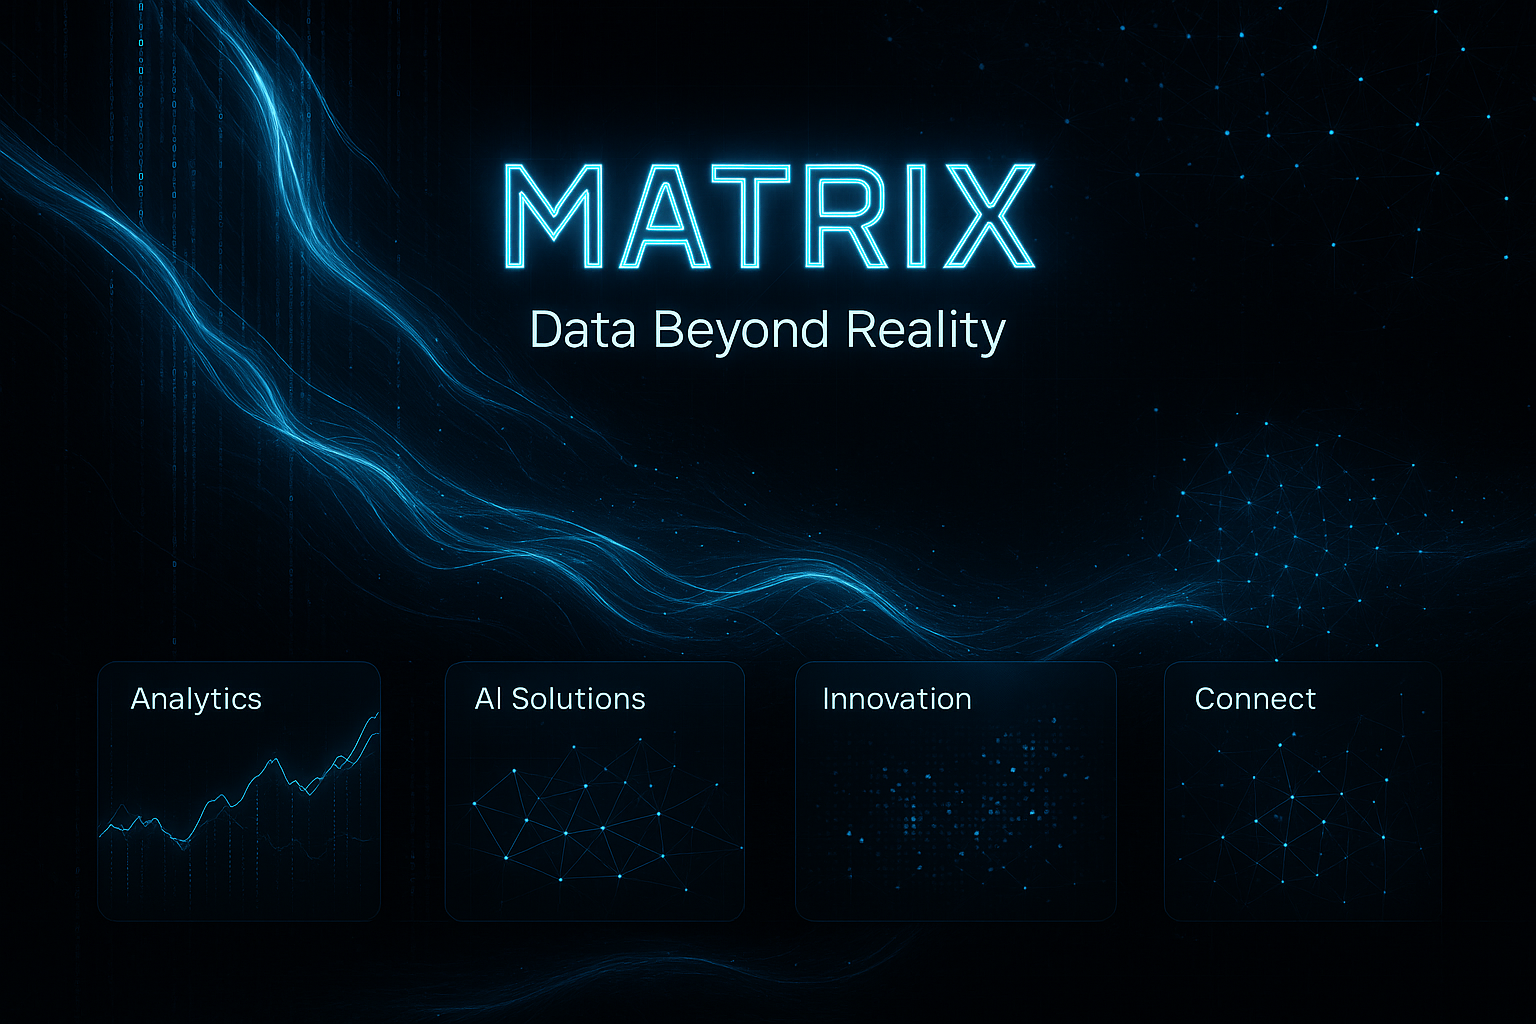 MATRIX
Data Beyond Reality
Analytics
AI Solutions
Innovation
Connect